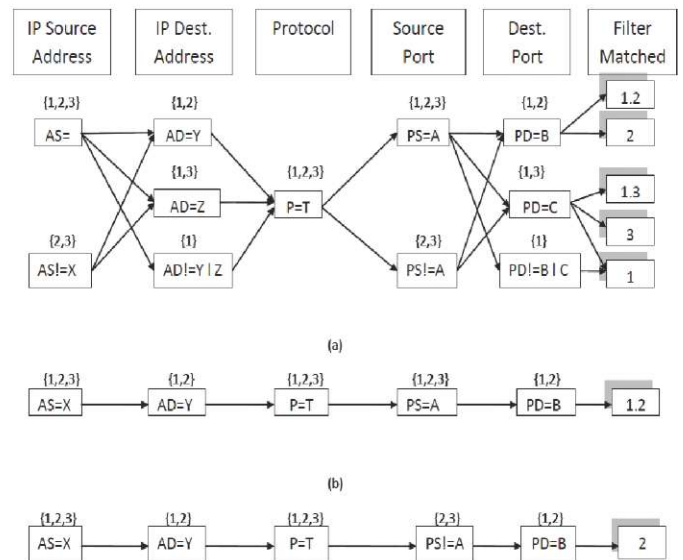 IP Source Address
IP Dest. Address
Protocol
Source Port
Dest. Port
Filter Matched
{1,2,3}
{1,2}
1.2
AS=
AD=Y
{1,2,3}
{1,2}
PS=A
PD=B
2
{1,3}
{1,2,3}
{1,3}
1.3
AD=Z
P=T
PD=C
3
{2,3}
{1}
{2,3}
{1}
AS!=X
AD!=Y|Z
PS!=A
PD!=B|C
1
(a)
{1,2,3}
{1,2}
{1,2,3}
{1,2,3}
{1,2}
AS=X
AD=Y
P=T
PS=A
PD=B
1.2
(b)
{1,2,3}
{1,2}
{1,2,3}
{2,3}
{1,2}
AS=X
AD=Y
P=T
PS!=A
PD=B
2